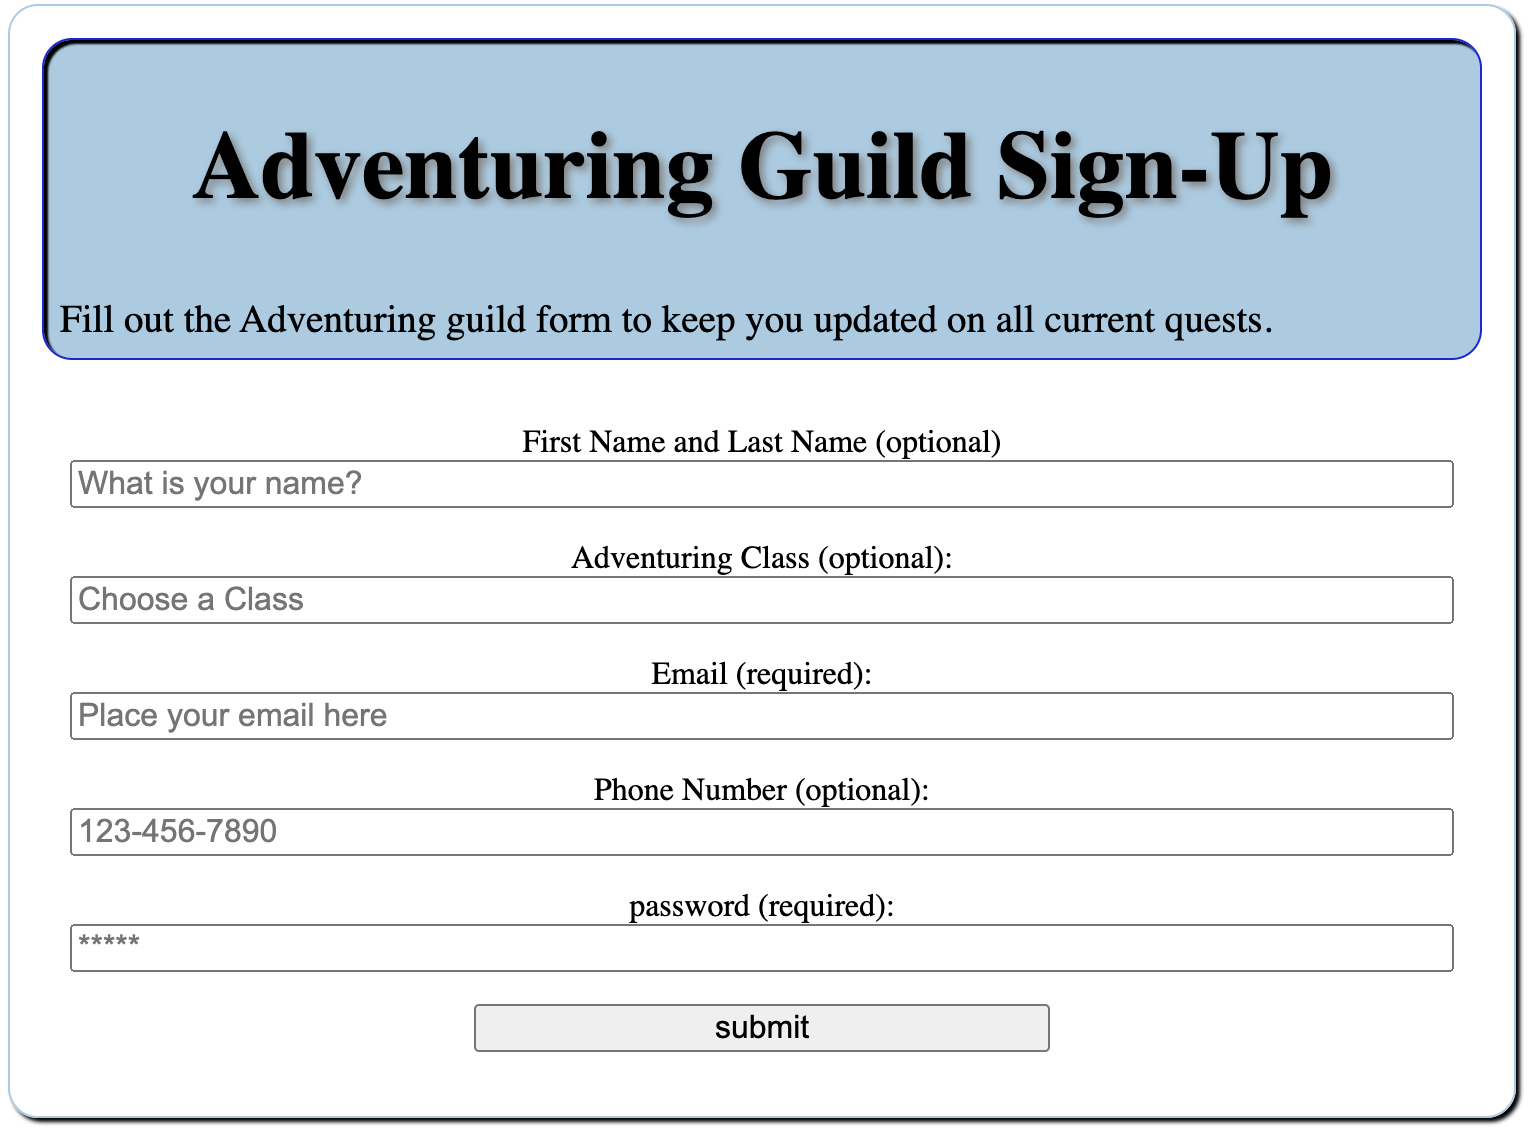 Adventuring Guild Sign-Up
Fill out the Adventuring guild form to keep you updated on all current quests.
First Name and Last Name (optional)
What is your name?
Adventuring Class (optional):
Choose a Class
Email (required):
Place your email here
Phone Number (optional):
123-456-7890
password (required):
*****
submit